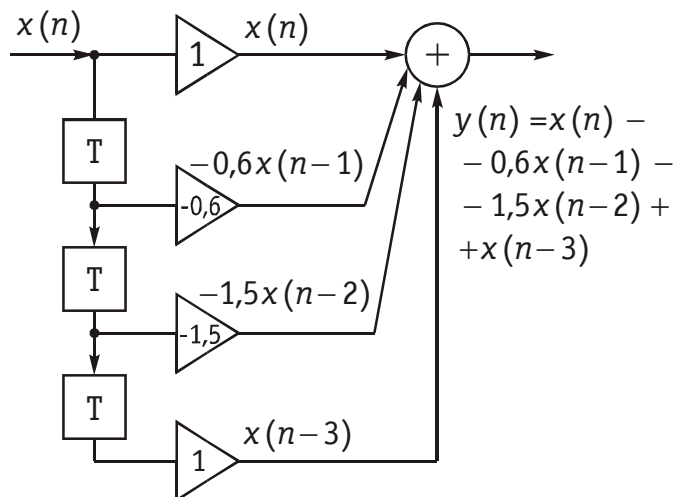 x(n)
1
x(n)
+
T
y(n) =x(n) −
− 0,6x(n−1) −
− 1,5x(n−2) +
+x(n−3)
−0,6x(n−1)
-0,6
T
−1,5x(n−2)
-1,5
T
x(n−3)
1